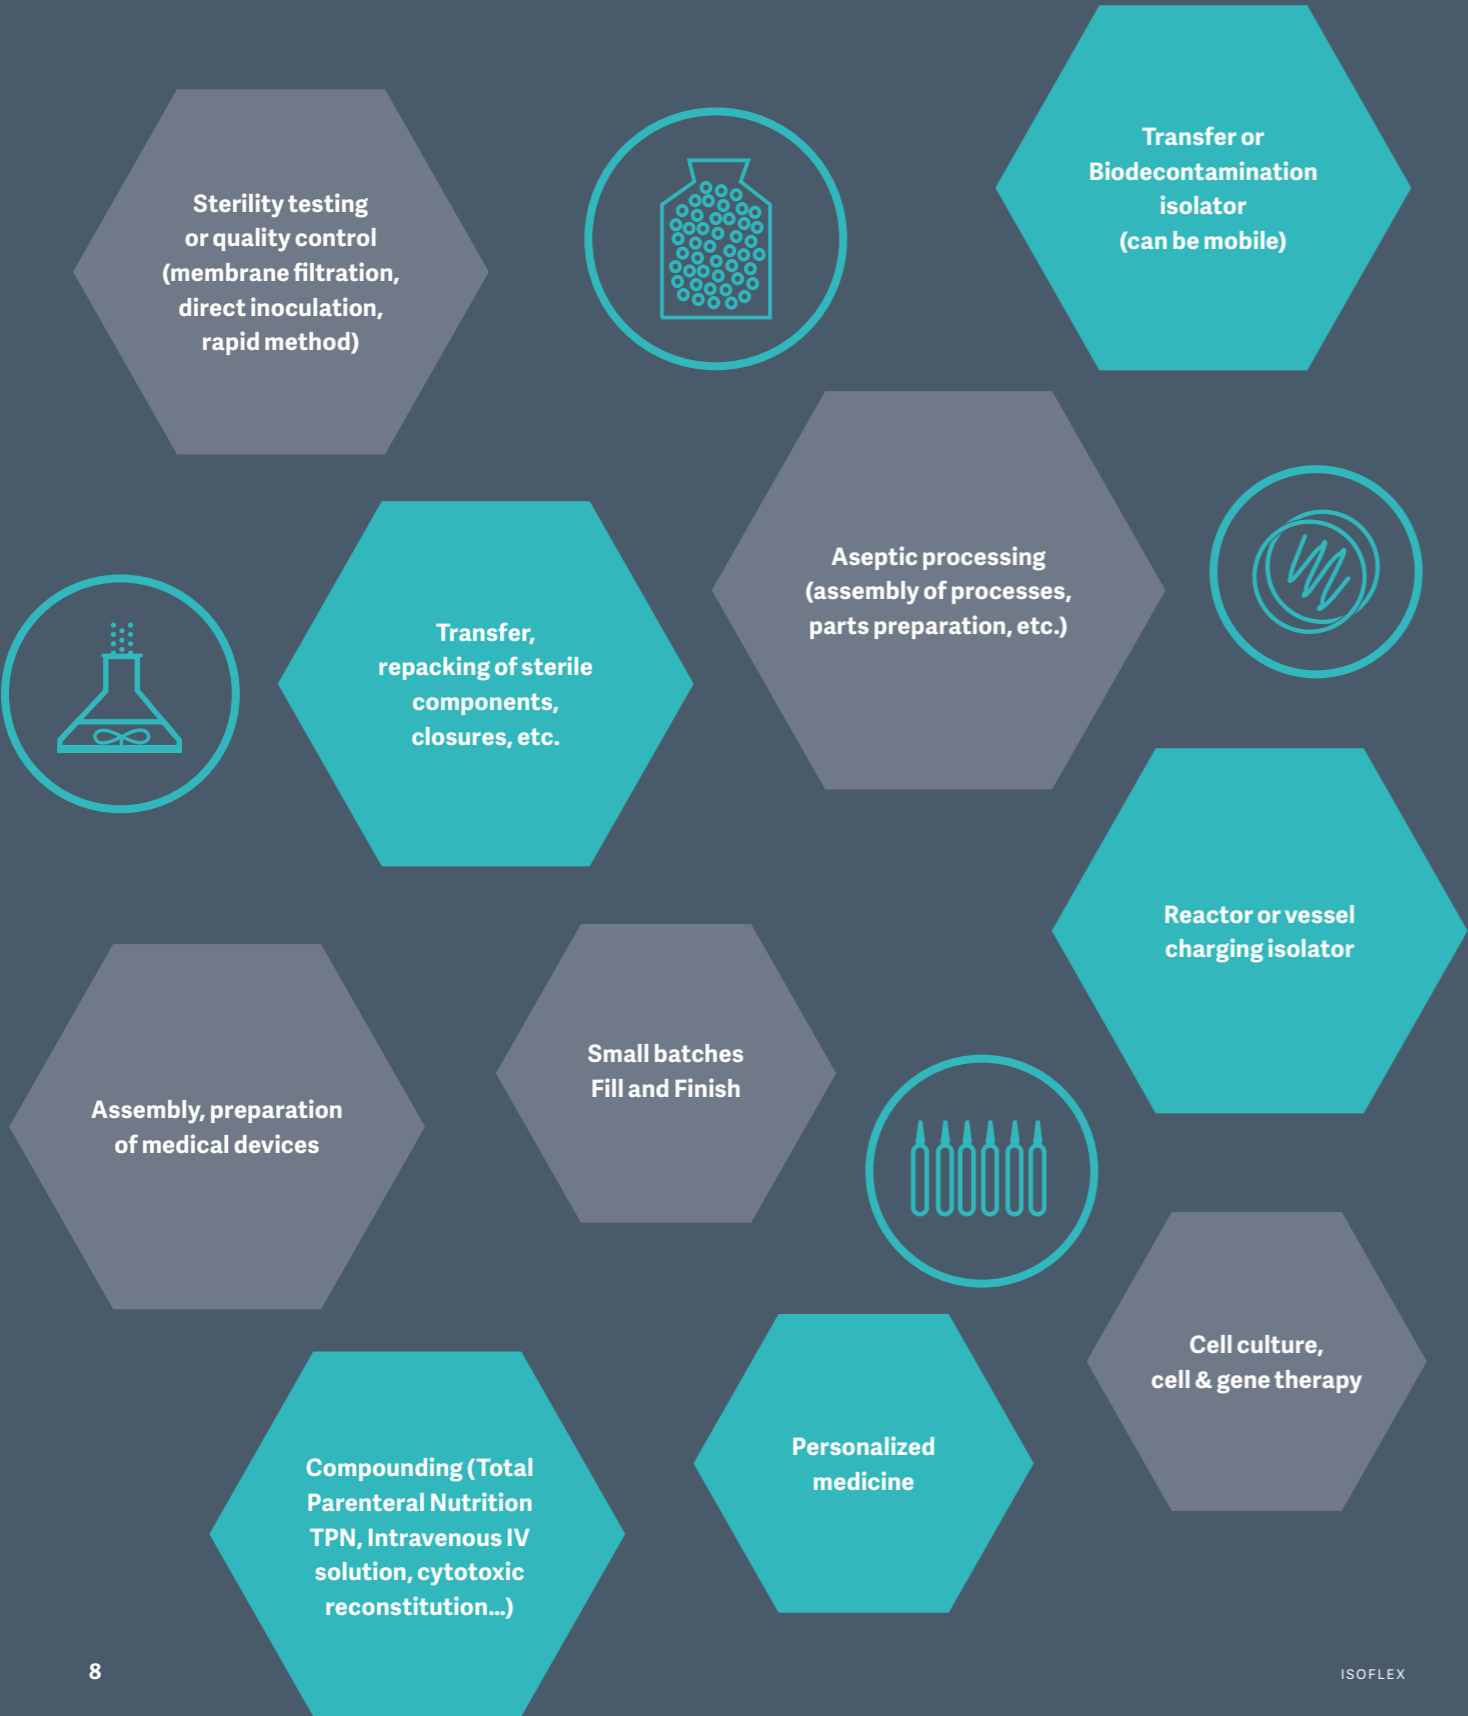 Sterility testing
or quality control
(membrane filtration,
direct inoculation,
rapid method)
Transfer or
Biodecontamination
isolator
(can be mobile)
Transfer,
repacking of sterile
components,
closures, etc.
Aseptic processing
(assembly of processes,
parts preparation, etc.)
Reactor or vessel
charging isolator
Assembly, preparation
of medical devices
Small batches
Fill and Finish
Cell culture,
cell & gene therapy
Compounding (Total
Parenteral Nutrition
TPN, Intravenous IV
solution, cytotoxic
reconstitution...)
Personalized
medicine
8
ISOFLEX